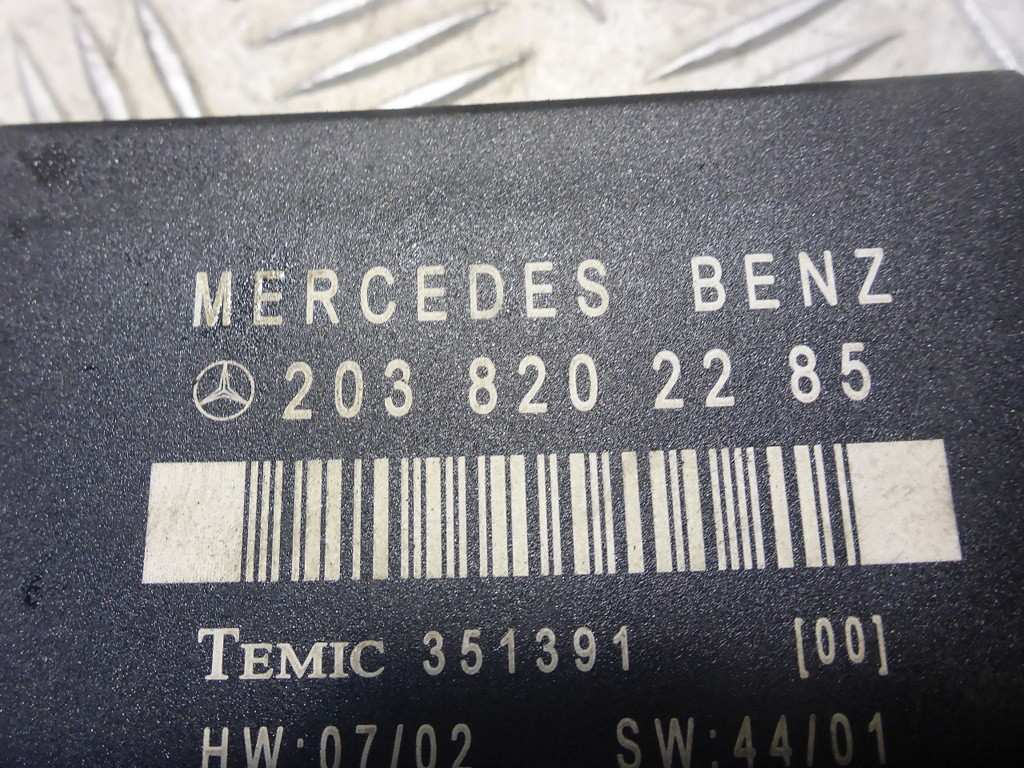 MERCEDES BENZ
203 820 22 85
TEMIC 351391 [00]
HW:07/02 SW:44/01